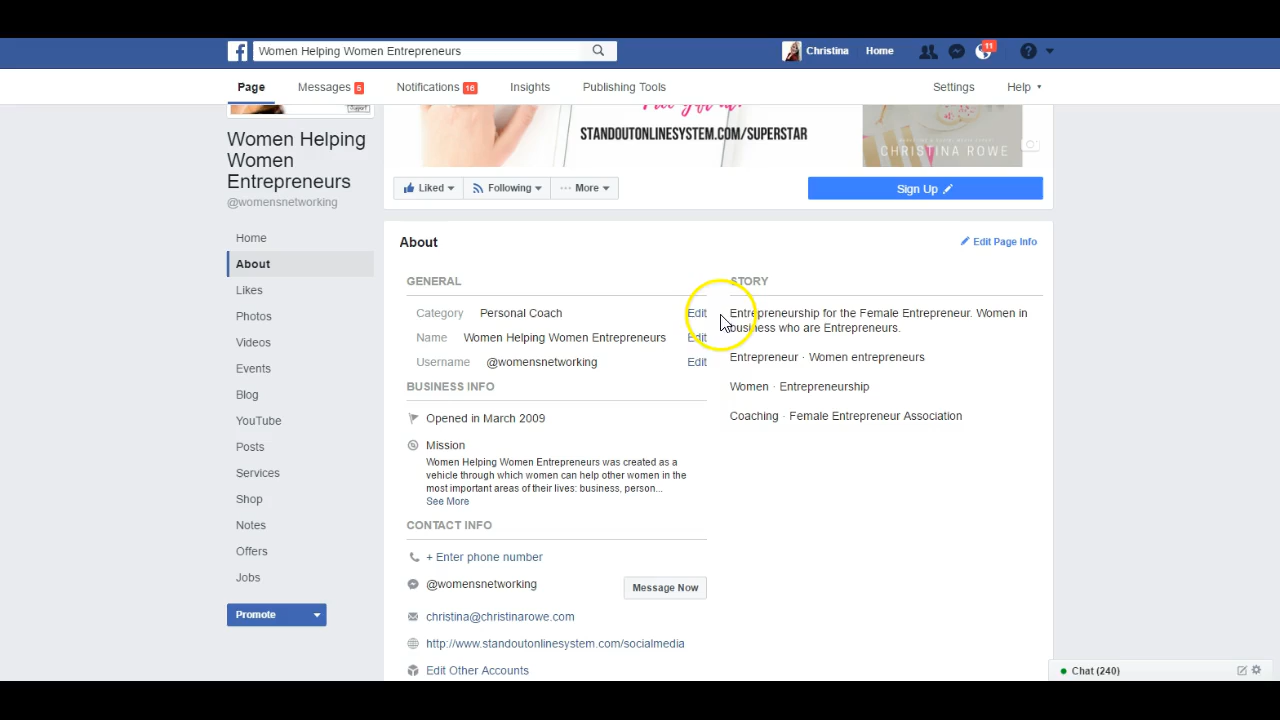 Women Helping Women Entrepreneurs
Christina
Home
11
Page
Messages 5
Notifications 16
Insights
Publishing Tools
Settings
Help
STANDOUTONLINESYSTEM.COM/SUPERSTAR
CHRISTINA ROWE
Women Helping
Women
Entrepreneurs
@womensnetworking
Liked
Following
More
Sign Up
Home
About
Likes
Photos
Videos
Events
Blog
YouTube
Posts
Services
Shop
Notes
Offers
Jobs
Promote
About
Edit Page Info
GENERAL
Category Personal Coach Edit
Name Women Helping Women Entrepreneurs Edit
Username @womensnetworking Edit
BUSINESS INFO
Opened in March 2009
Mission
Women Helping Women Entrepreneurs was created as a
vehicle through which women can help other women in the
most important areas of their lives: business, person...
See More
CONTACT INFO
+ Enter phone number
@womensnetworking
Message Now
christina@christinarowe.com
http://www.standoutonlinesystem.com/socialmedia
Edit Other Accounts
STORY
Entrepreneurship for the Female Entrepreneur. Women in
business who are Entrepreneurs.
Entrepreneur · Women entrepreneurs
Women · Entrepreneurship
Coaching · Female Entrepreneur Association
Chat (240)